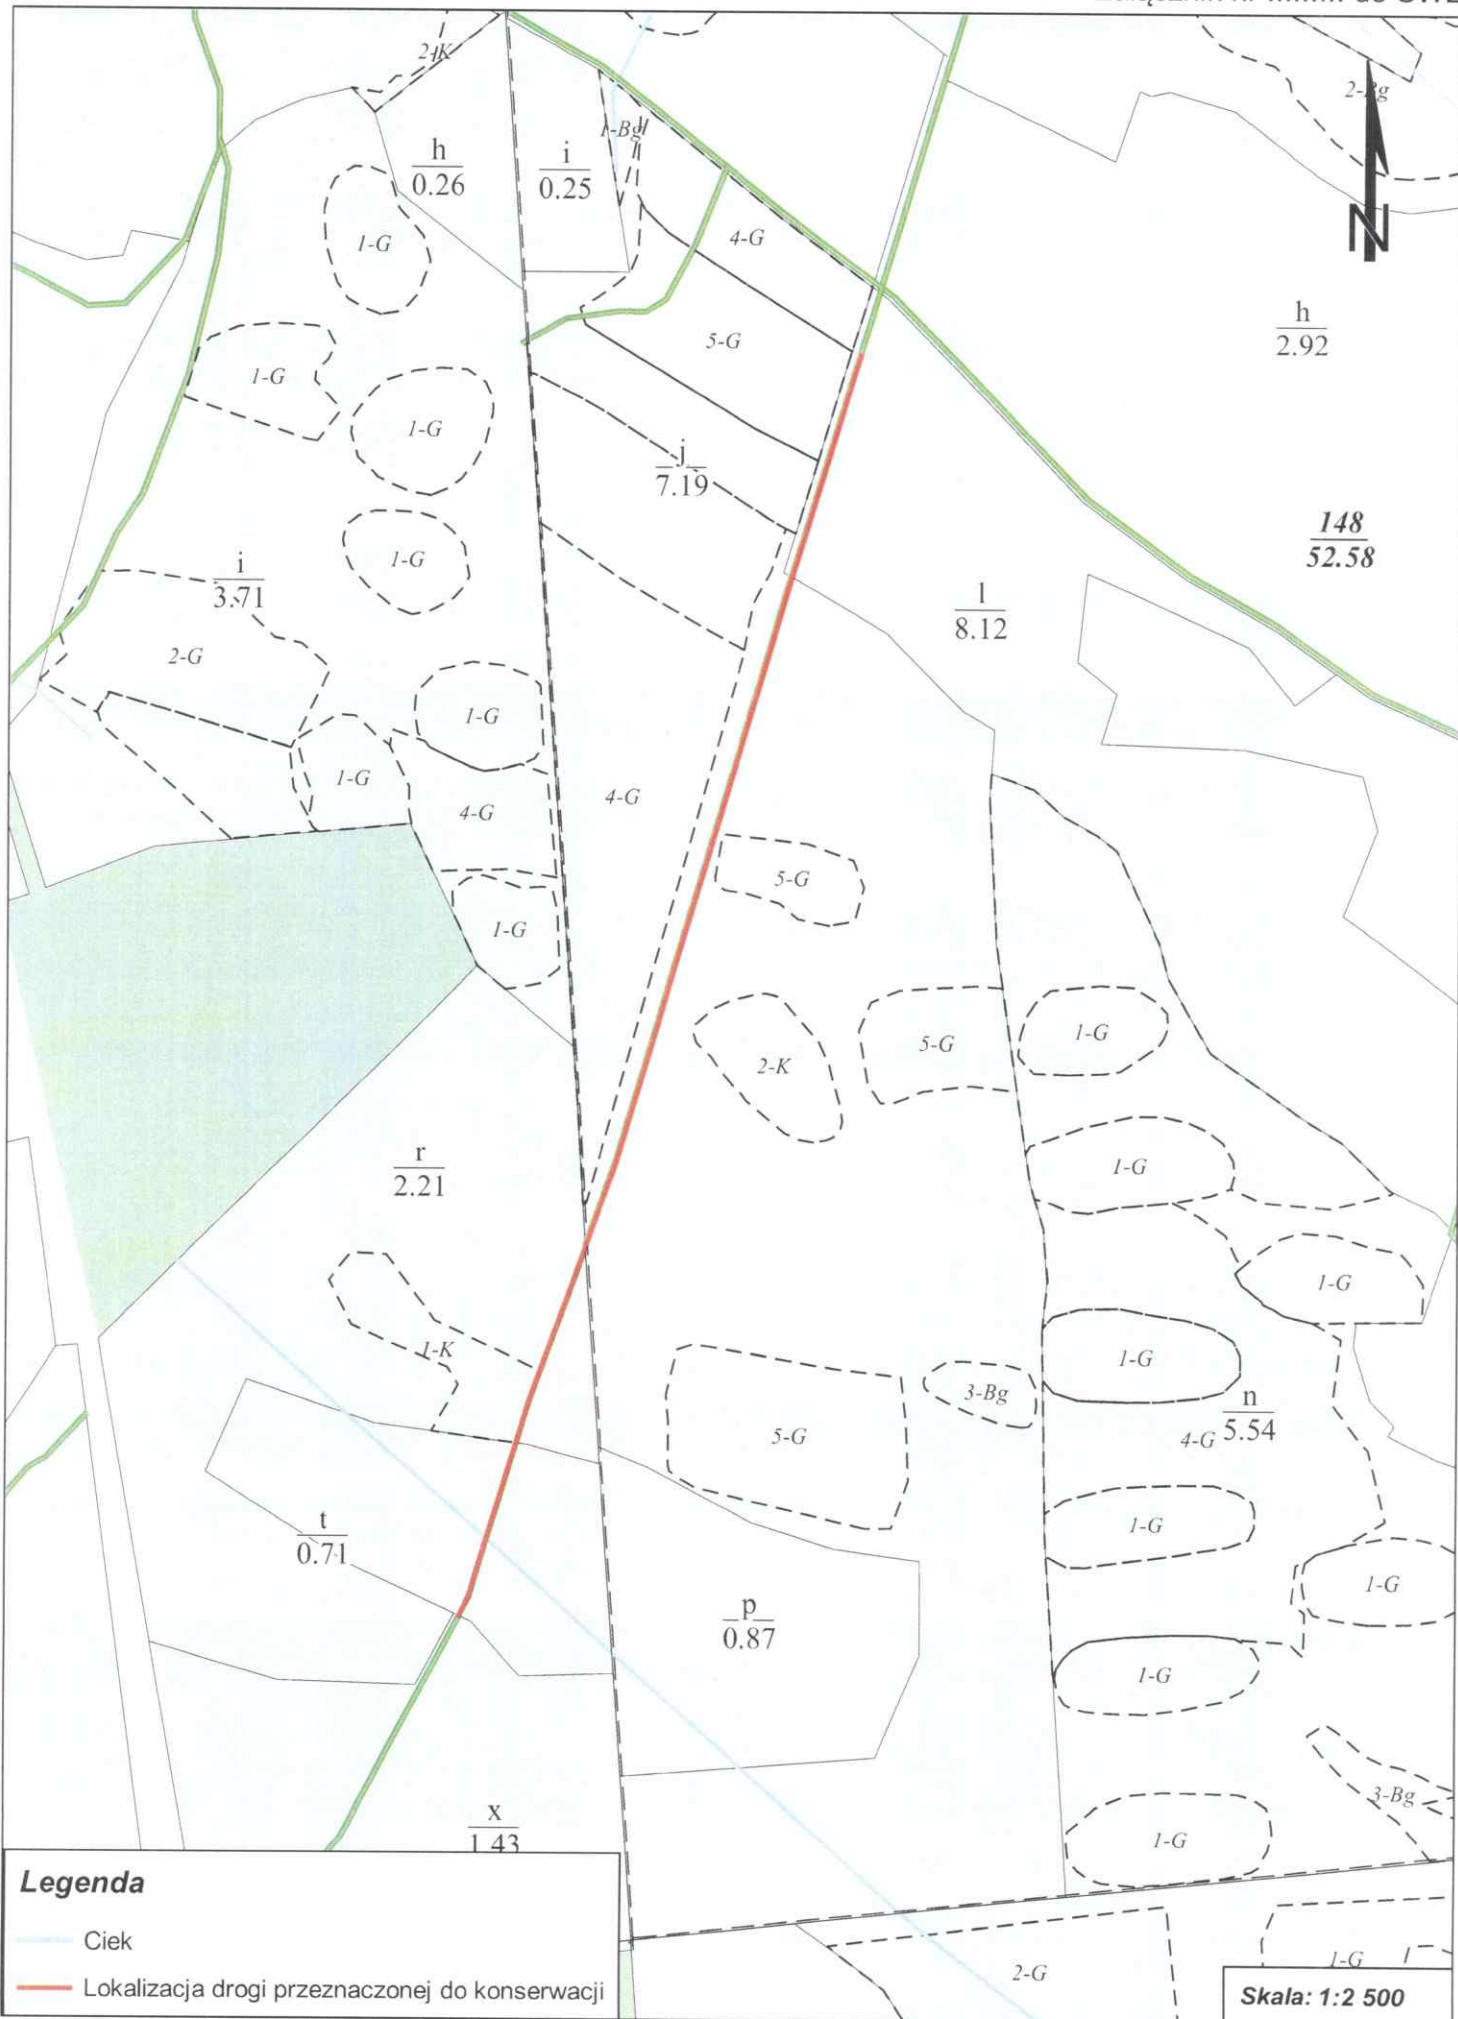 2-K
2-Bg
1-Bg
h
0.26
i
0.25
N
1-G
4-G
5-G
h
2.92
1-G
1-G
j
7.19
148
52.58
1-G
i
3.71
l
8.12
2-G
1-G
1-G
4-G
4-G
5-G
1-G
1-G
5-G
2-K
r
2.21
1-G
1-G
1-K
1-G
3-Bg
n
5.54
5-G
4-G
t
0.71
1-G
1-G
p
0.87
1-G
3-Bg
x
1.43
1-G
Legenda
Ciek
Lokalizacja drogi przeznaczonej do konserwacji
2-G
1-G
Skala: 1:2 500